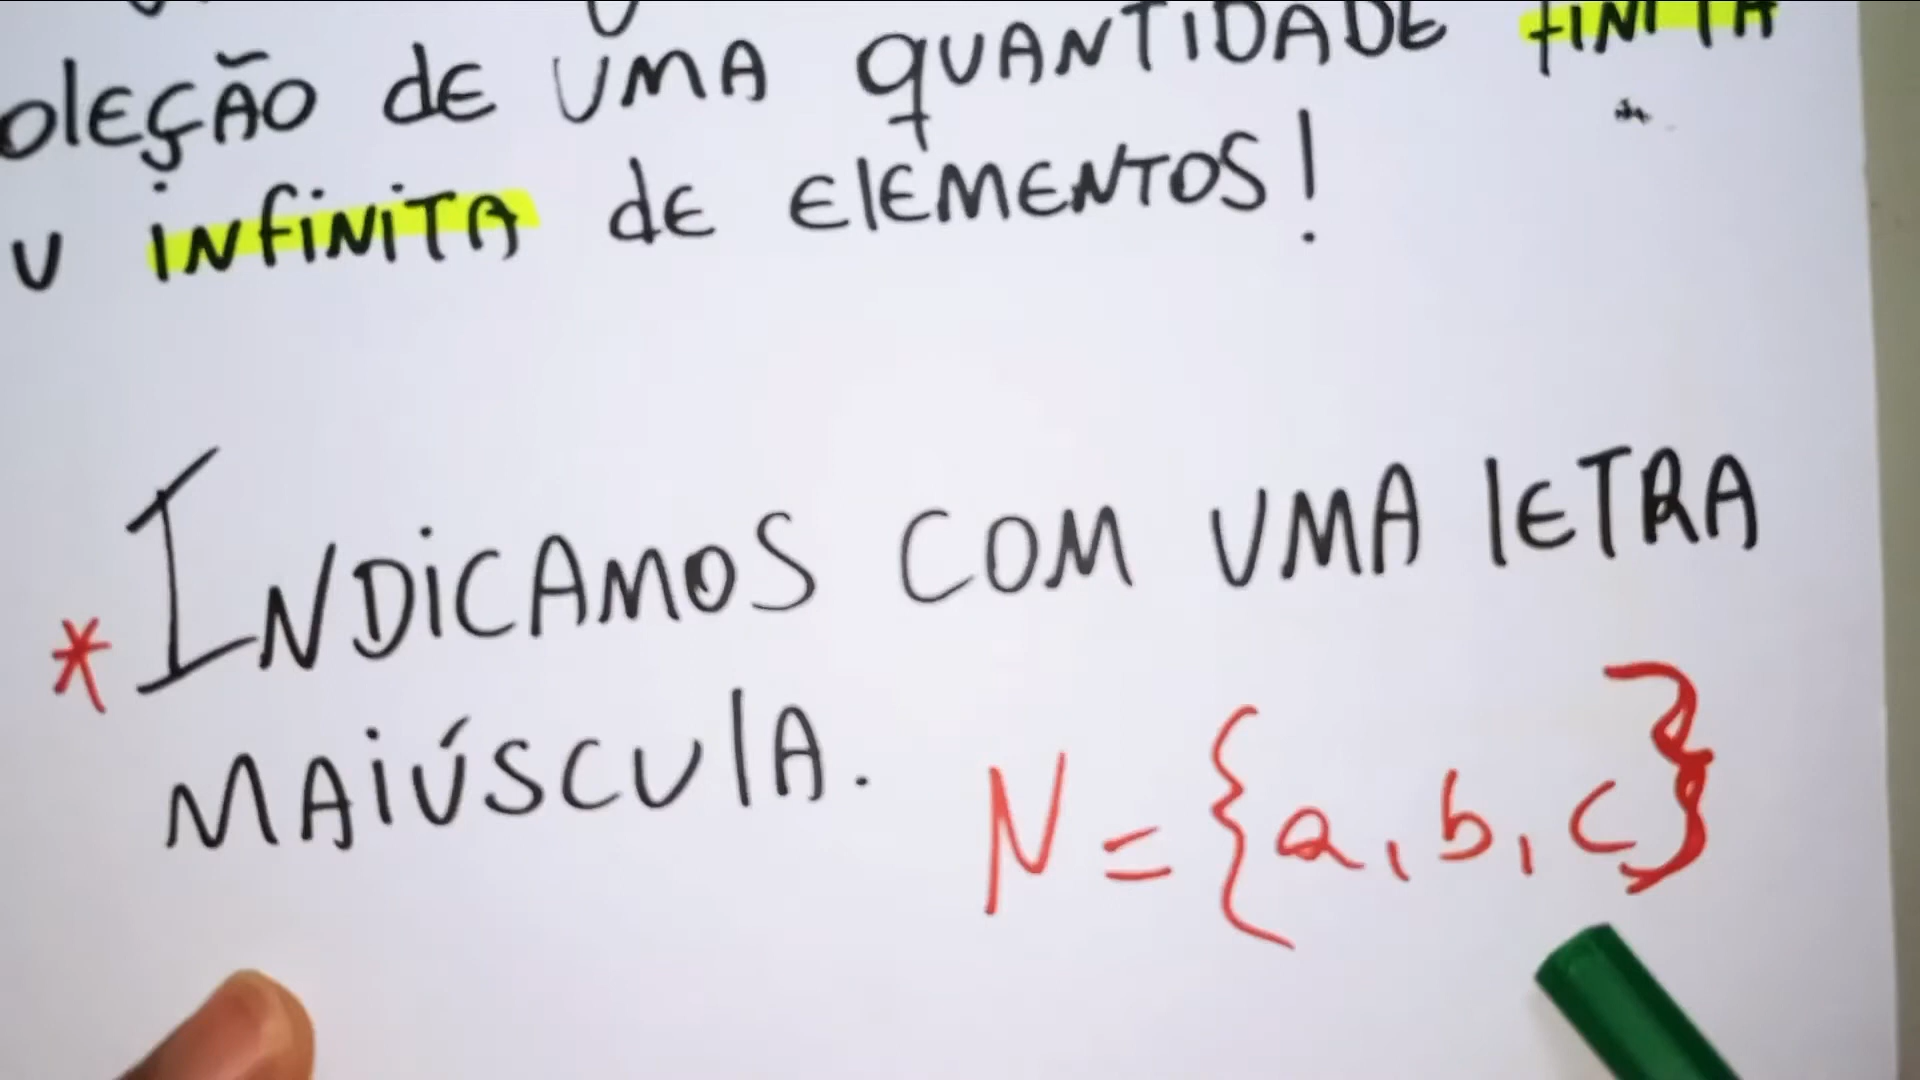 oleção de uma quantidade finita
u infinita de elementos!
* Indicamos com uma letra
maiúscula. N = {a, b, c}